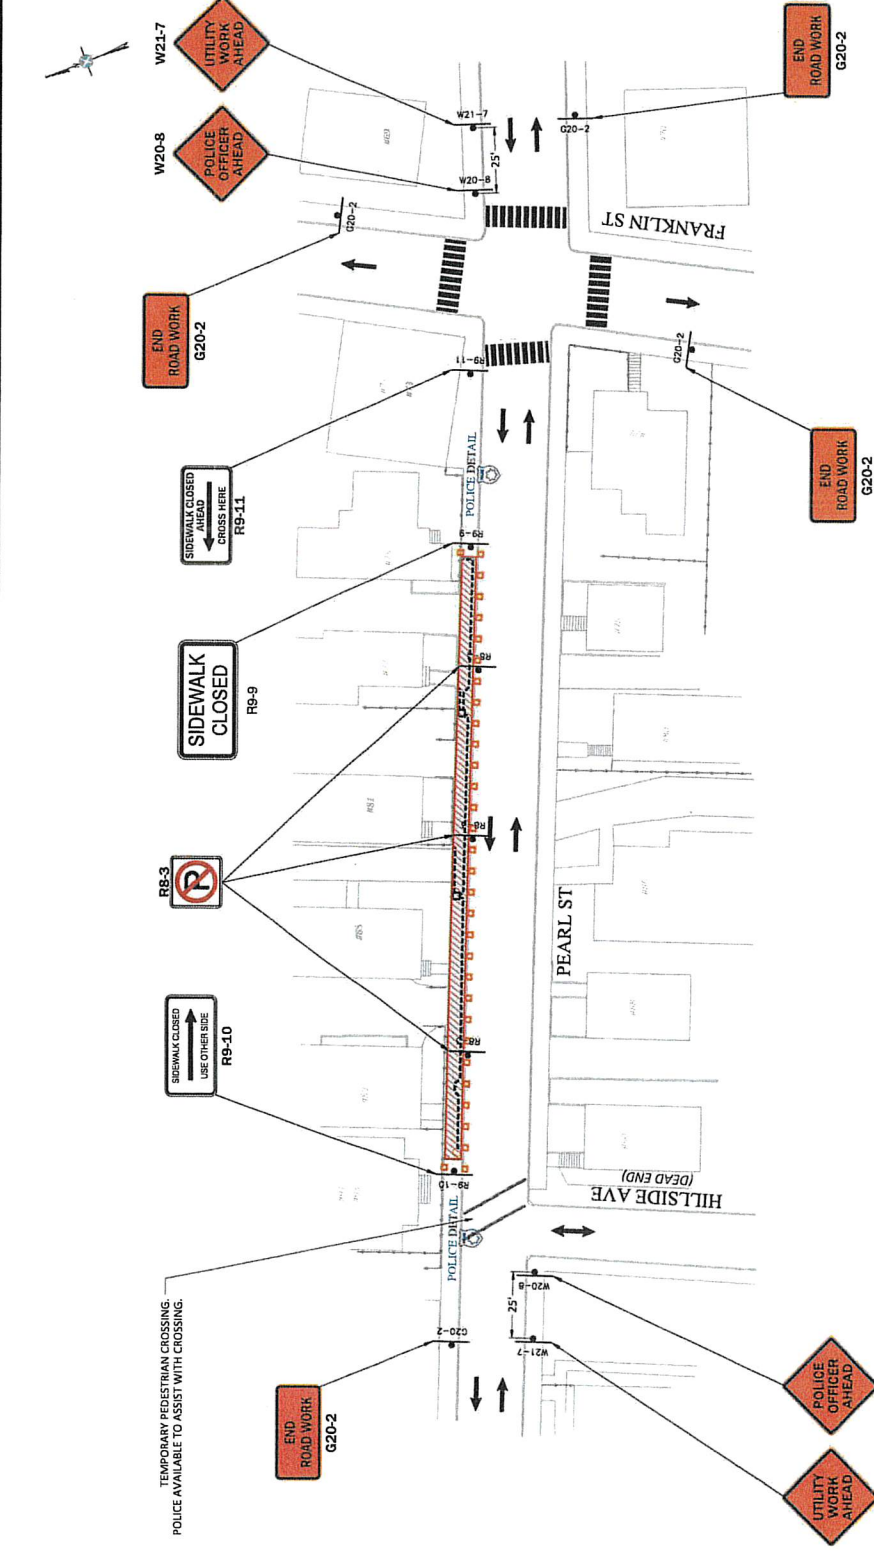 W21-7
UTILITY
WORK
AHEAD
W20-8
POLICE
OFFICER
AHEAD
END
ROAD WORK
G20-2
W21-7
25'
W20-8
G20-2
G20-2
FRANKLIN ST
END
ROAD WORK
G20-2
G20-2
END
ROAD WORK
G20-2
R9-11
SIDEWALK CLOSED
AHEAD
CROSS HERE
R9-11
POLICE DETAIL
R9-9
SIDEWALK
CLOSED
R9-9
R8-3
P
#81
#85
PEARL ST
SIDEWALK CLOSED
USE OTHER SIDE
R9-10
R9-10
POLICE DETAIL
HILLSIDE AVE
(DEAD END)
TEMPORARY PEDESTRIAN CROSSING.
POLICE AVAILABLE TO ASSIST WITH CROSSING.
G20-2
END
ROAD WORK
G20-2
W20-8
25'
W21-7
POLICE
OFFICER
AHEAD
UTILITY
WORK
AHEAD